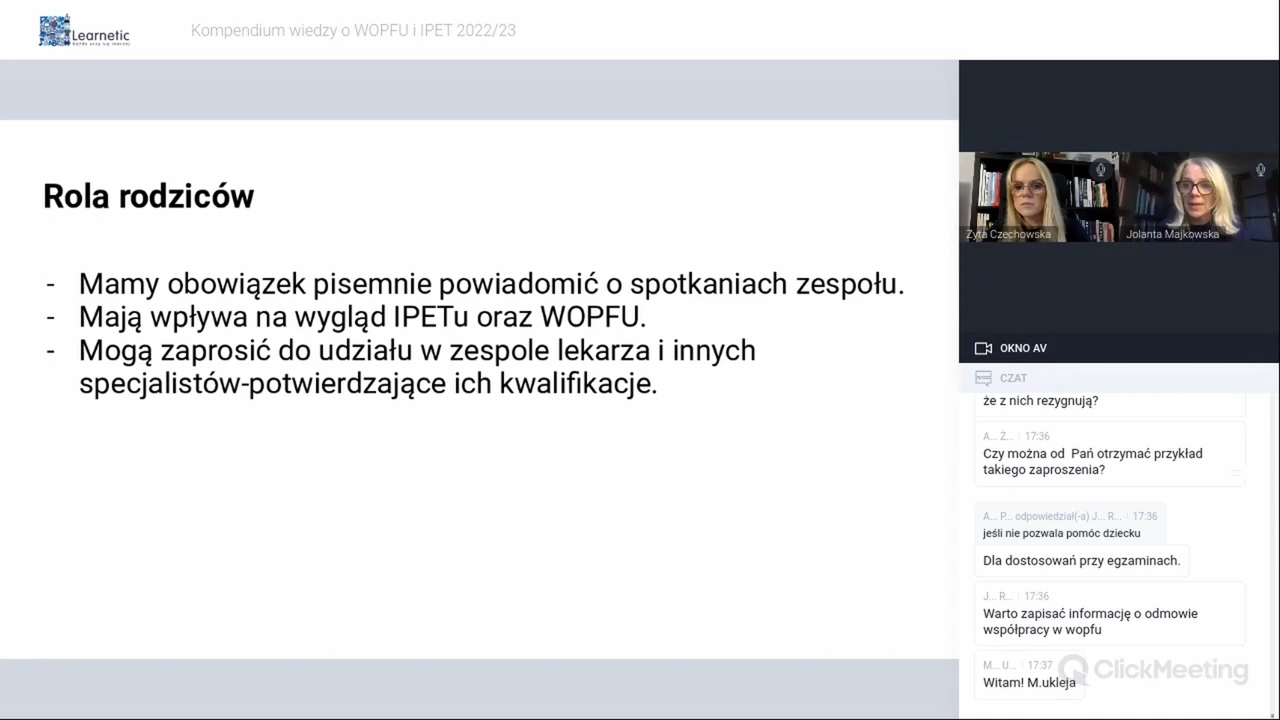 Learnetic
Kompendium wiedzy o WOPFU i IPET 2022/23
Rola rodziców
- Mamy obowiązek pisemnie powiadomić o spotkaniach zespołu.
- Mają wpływa na wygląd IPETu oraz WOPFU.
- Mogą zaprosić do udziału w zespole lekarza i innych
specjalistów-potwierdzające ich kwalifikacje.
Zyta Czechowska
Jolanta Majkowska
OKNO AV
CZAT
że z nich rezygnują?
A... Ż... 17:36
Czy można od Pań otrzymać przykład
takiego zaproszenia?
A... P... odpowiedział(-a) J... R... 17:36
jeśli nie pozwala pomóc dziecku
Dla dostosowań przy egzaminach.
J... R... 17:36
Warto zapisać informację o odmowie
współpracy w wopfu
M... U... 17:37
Witam! M.ukleja
ClickMeeting